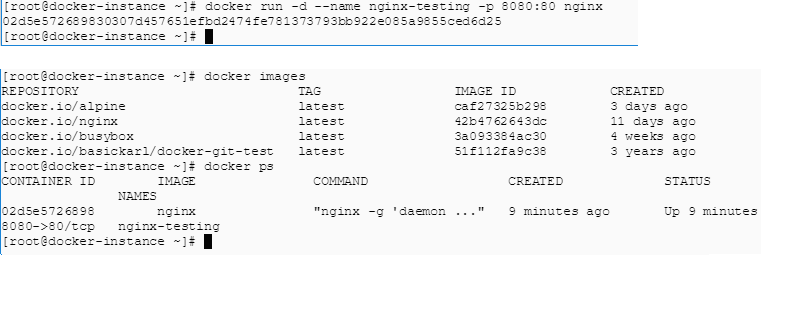 [root@docker-instance ~]# docker run -d --name nginx-testing -p 8080:80 nginx
02d5e572689830307d457651efbd2474fe781373793bb922e085a9855ced6d25
[root@docker-instance ~]#
[root@docker-instance ~]# docker images
REPOSITORY TAG IMAGE ID CREATED
docker.io/alpine latest caf27325b298 3 days ago
docker.io/nginx latest 42b4762643dc 11 days ago
docker.io/busybox latest 3a093384ac30 4 weeks ago
docker.io/basickarl/docker-git-test latest 51f112fa9c38 3 years ago
[root@docker-instance ~]# docker ps
CONTAINER ID IMAGE COMMAND CREATED STATUS
NAMES
02d5e5726898 nginx "nginx -g 'daemon ..." 9 minutes ago Up 9 minutes
8080->80/tcp nginx-testing
[root@docker-instance ~]#